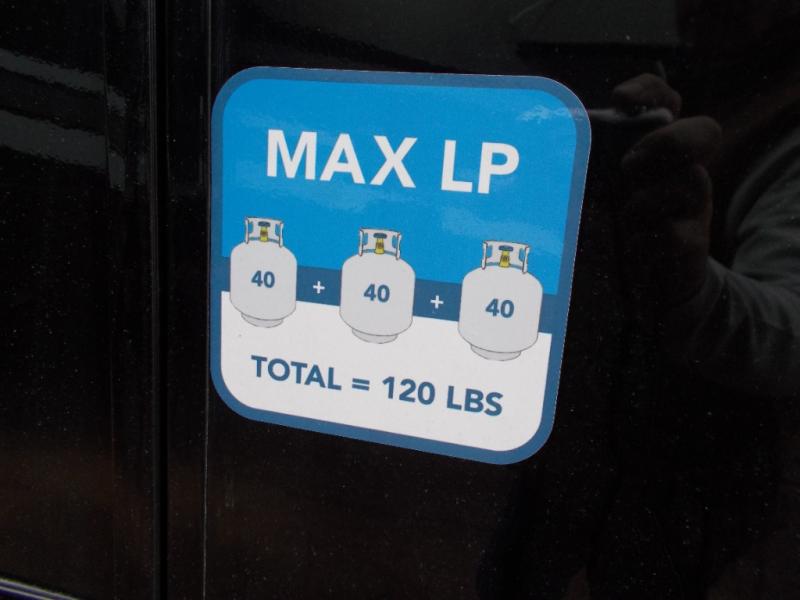 MAX LP
40 + 40 + 40
TOTAL = 120 LBS